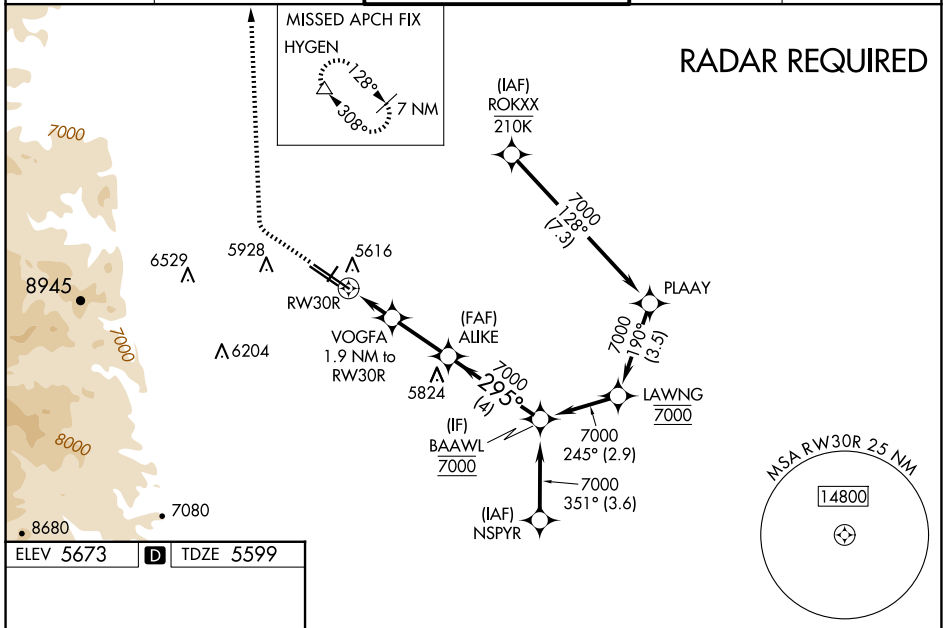 MISSED APCH FIX
HYGEN
128°
308°
7 NM
RADAR REQUIRED
(IAF)
ROKXX
210K
7000
128°
(7.3)
PLAAY
7000
190°
(3.5)
LAWNG
7000
7000
245° (2.9)
(IF)
BAAWL
7000
7000
351° (3.6)
(IAF)
NSPYR
7000
295°
(4)
(FAF)
ALIKE
5824
VOGFA
1.9 NM to
RW30R
RW30R
5616
5928
6529
6204
7000
8945
7000
8000
7080
8680
MSA RW30R 25 NM
14800
ELEV 5673
D
TDZE 5599